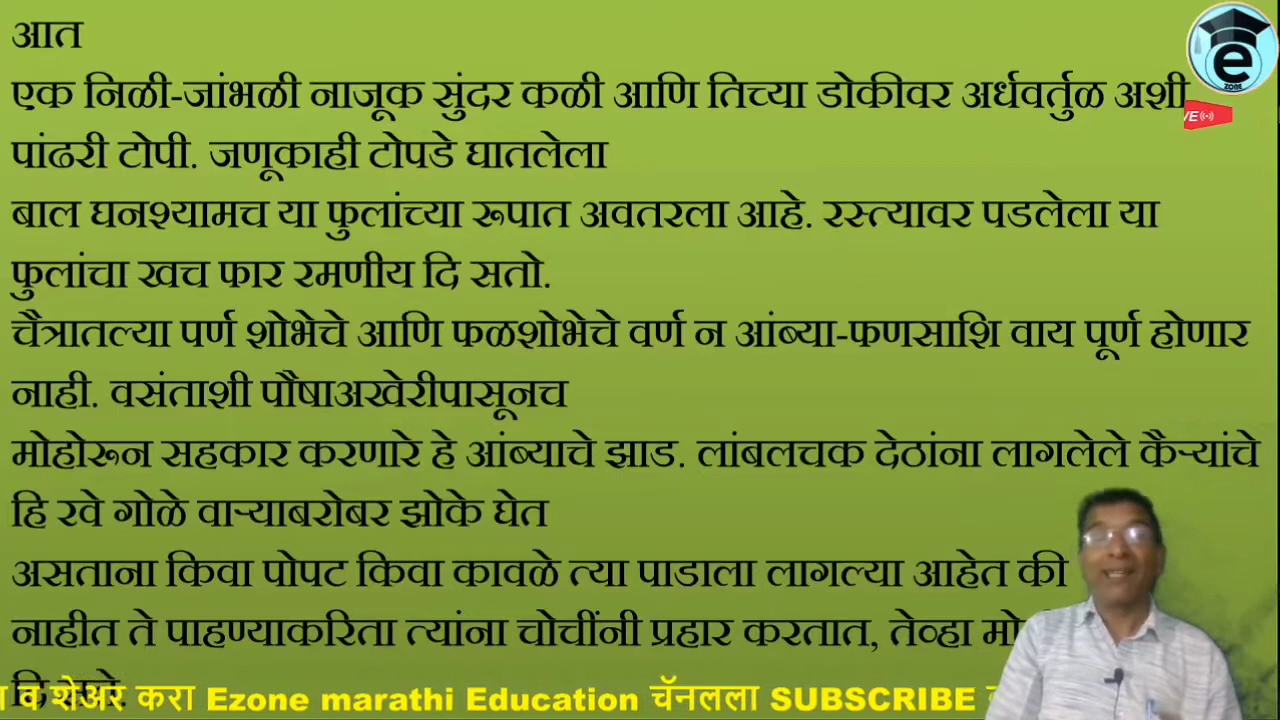 आत
एक निळी-जांभळी नाजूक सुंदर कळी आणि तिच्या डोकीवर अर्धवर्तुळ अशी
पांढरी टोपी. जणूकाही टोपडे घातलेला
बाल घनश्यामच या फुलांच्या रूपात अवतरला आहे. रस्त्यावर पडलेला या
फुलांचा खच फार रमणीय दि सतो.
चैत्रातल्या पर्ण शोभेचे आणि फळशोभेचे वर्ण न आंब्या-फणसाशि वाय पूर्ण होणार
नाही. वसंताशी पौषाअखेरीपासूनच
मोहोरून सहकार करणारे हे आंब्याचे झाड. लांबलचक देठांना लागलेले कैऱ्यांचे
हि रवे गोळे वाऱ्याबरोबर झोके घेत
असताना किवा पोपट किवा कावळे त्या पाडाला लागल्या आहेत की
नाहीत ते पाहण्याकरिता त्यांना चोचींनी प्रहार करतात, तेव्हा
व शेअर करा Ezone marathi Education चॅनलला SUBSCRIBE
e
ZONE
VE